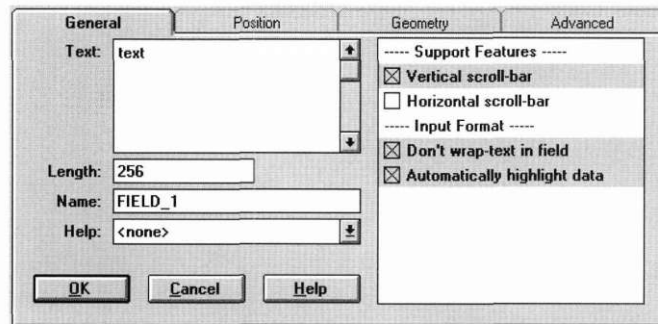 General
Position
Geometry
Advanced
Text: text
Length: 256
Name: FIELD_1
Help: <none>
OK
Cancel
Help
----- Support Features -----
Vertical scroll-bar
Horizontal scroll-bar
----- Input Format -----
Don't wrap-text in field
Automatically highlight data